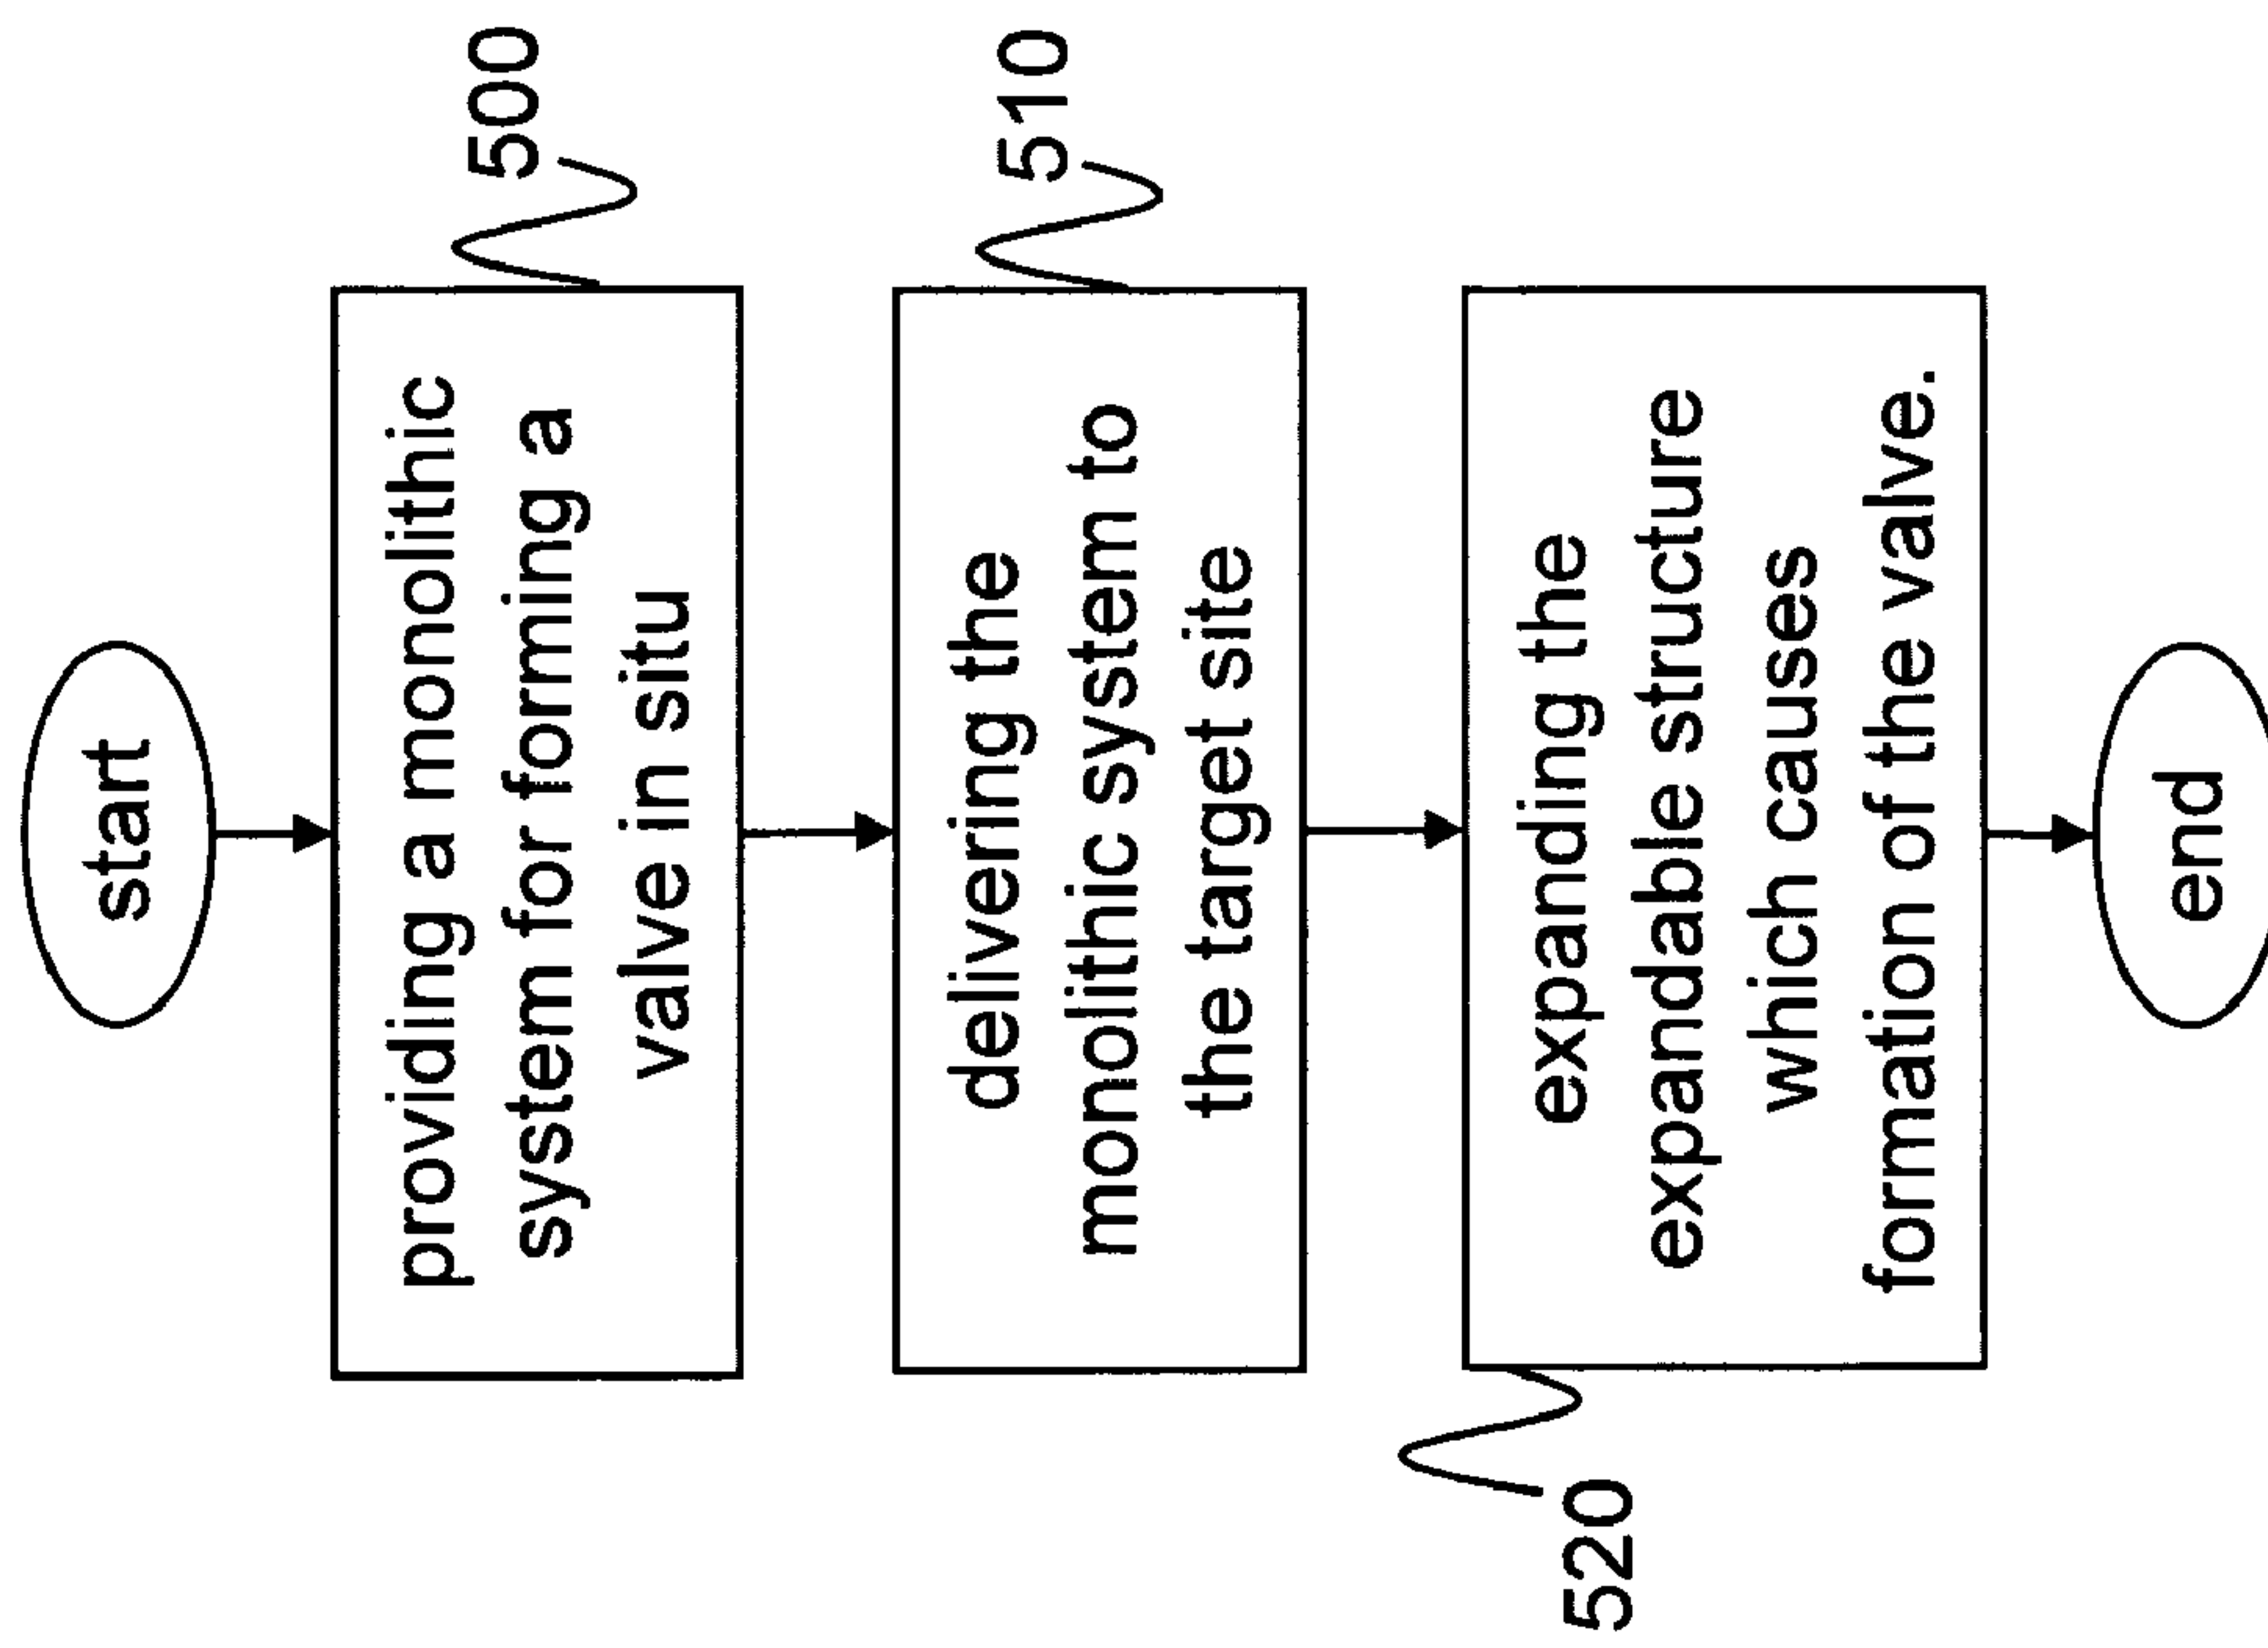 start
providing a monolithic
system for forming a
valve in situ
500
delivering the
monolithic system to
the target site
510
expanding the
expandable structure
which causes
formation of the valve.
520
end